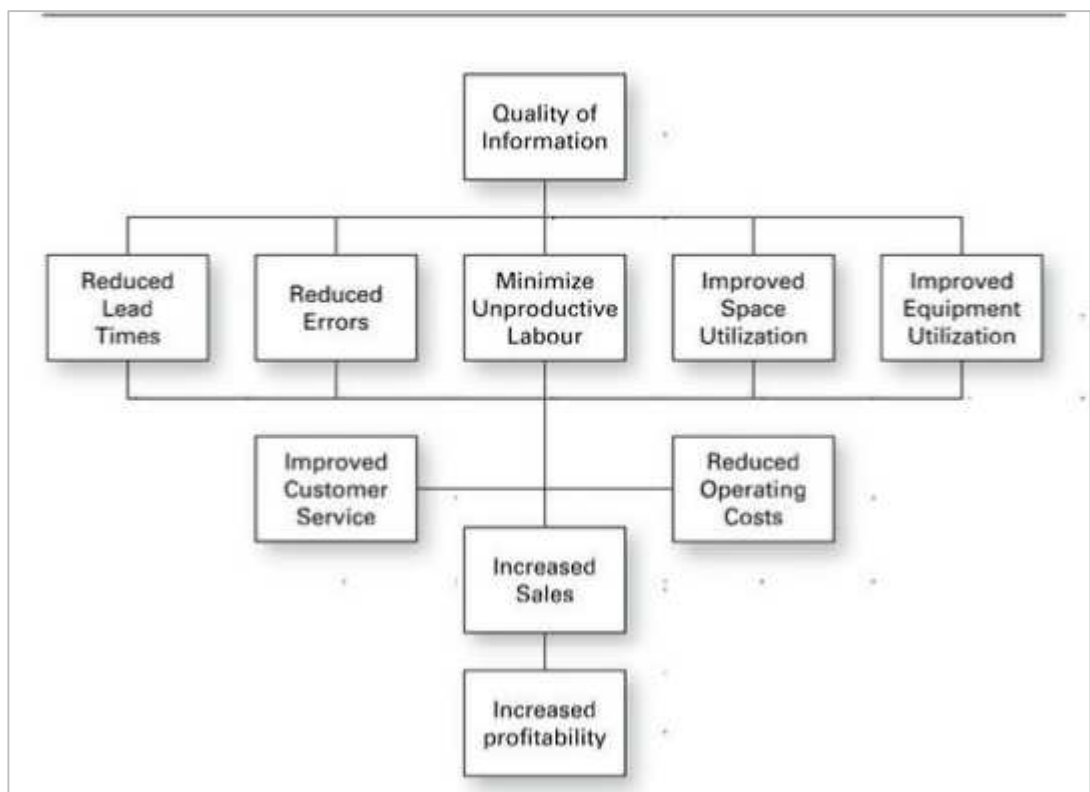 Quality of
Information
Reduced
Lead
Times
Reduced
Errors
Minimize
Unproductive
Labour
Improved
Space
Utilization
Improved
Equipment
Utilization
Improved
Customer
Service
Reduced
Operating
Costs
Increased
Sales
Increased
profitability